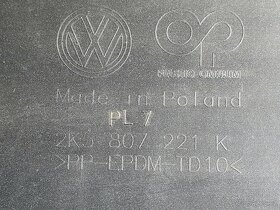 Made in Poland
PL 7
2K5 807 221 K
>PP-EPDM-TD10<